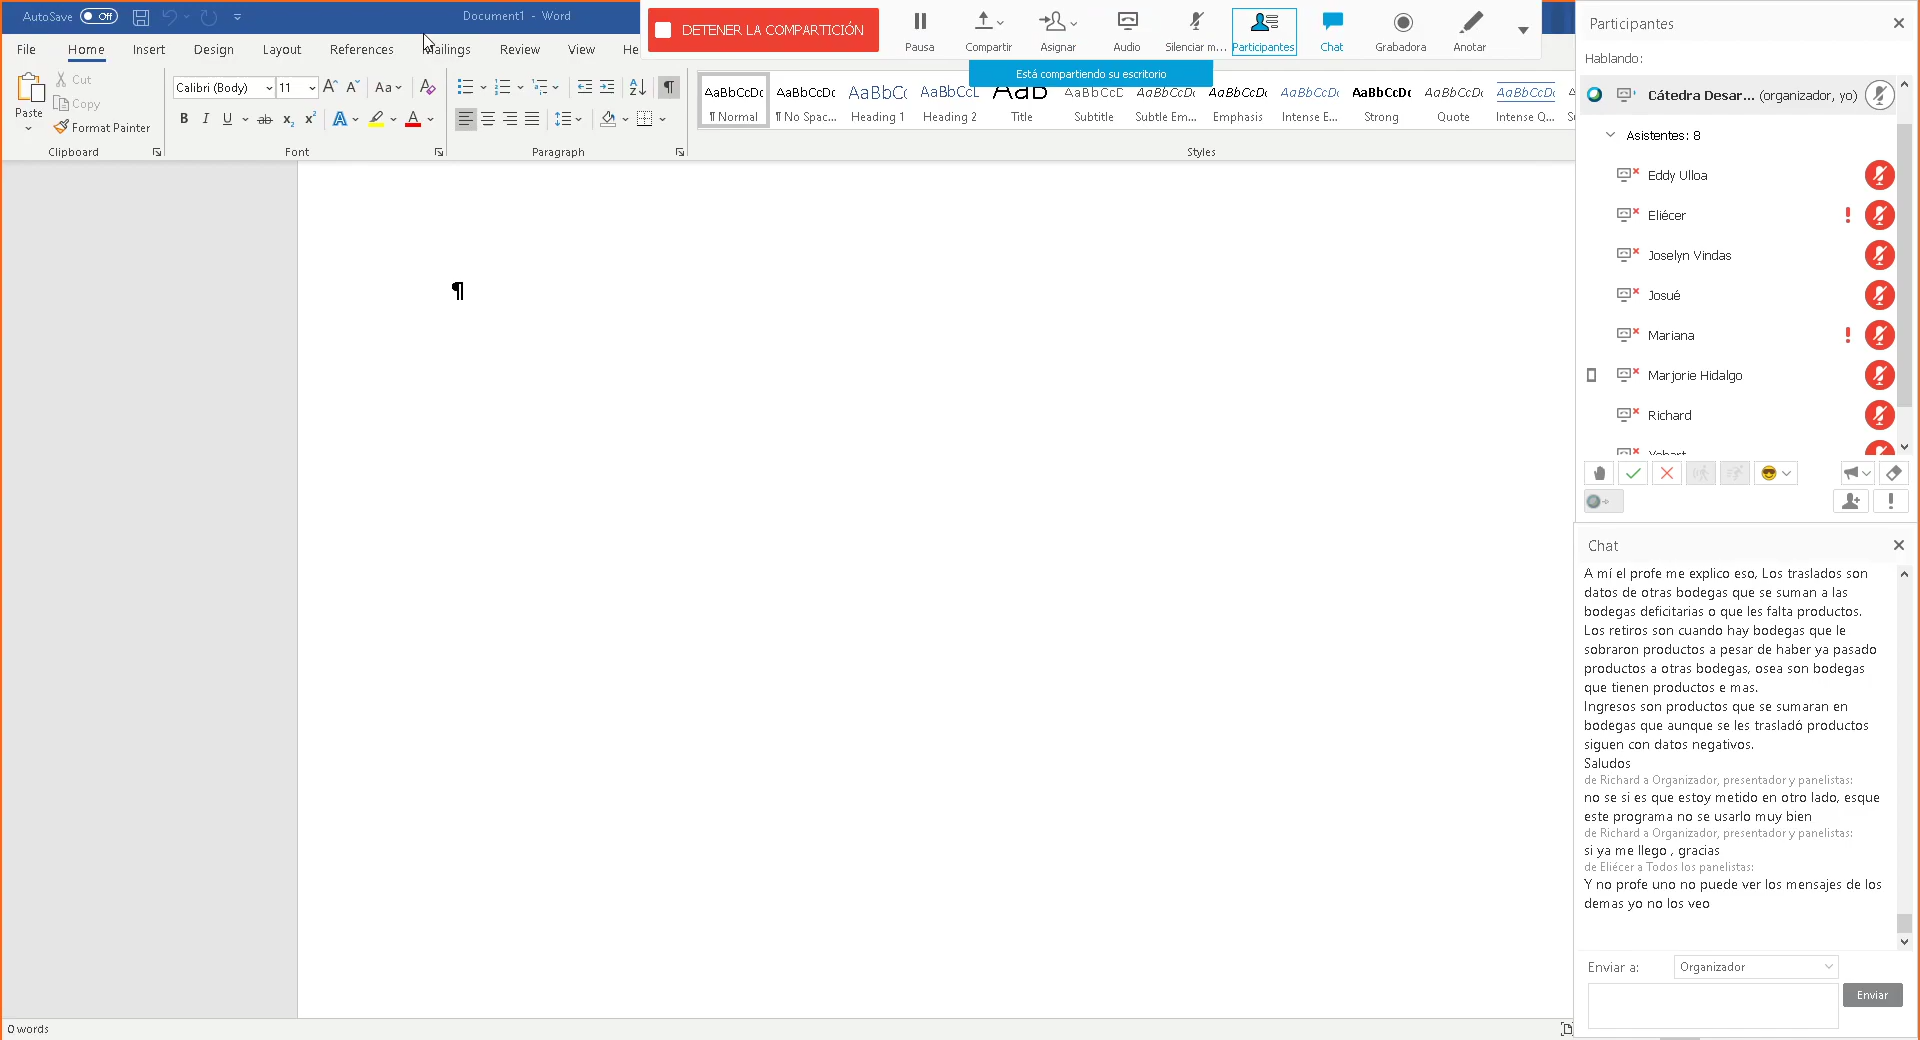 AutoSave Off
Document1 - Word
DETENER LA COMPARTICIÓN
Pausa
Compartir
Asignar
Audio
Silenciar m...
Participantes
Chat
Grabadora
Anotar
Está compartiendo su escritorio
File Home Insert Design Layout References Mailings Review View He
Paste
Cut
Copy
Format Painter
Clipboard
Calibri (Body) 11
Font
Paragraph
AaBbCcDc AaBbCcDc AaBbCc AaBbCcL AaB AaBbCcC AaBbCcDc AaBbCcDc AaBbCcDc AaBbCcDc AaBbCcDc AaBbCcDc
¶ Normal ¶ No Spac... Heading 1 Heading 2 Title Subtitle Subtle Em... Emphasis Intense E... Strong Quote Intense Q...
Styles
¶
0 words
Participantes
Hablando:
Cátedra Desar... (organizador, yo)
Asistentes: 8
Eddy Ulloa
Eliécer
Joselyn Vindas
Josué
Mariana
Marjorie Hidalgo
Richard
Chat
A mí el profe me explico eso, Los traslados son
datos de otras bodegas que se suman a las
bodegas deficitarias o que les falta productos.
Los retiros son cuando hay bodegas que le
sobraron productos a pesar de haber ya pasado
productos a otras bodegas, osea son bodegas
que tienen productos e mas.
Ingresos son productos que se sumaran en
bodegas que aunque se les trasladó productos
siguen con datos negativos.
Saludos
de Richard a Organizador, presentador y panelistas:
no se si es que estoy metido en otro lado, esque
este programa no se usarlo muy bien
de Richard a Organizador, presentador y panelistas:
si ya me llego , gracias
de Eliécer a Todos los panelistas:
Y no profe uno no puede ver los mensajes de los
demas yo no los veo
Enviar a: Organizador
Enviar